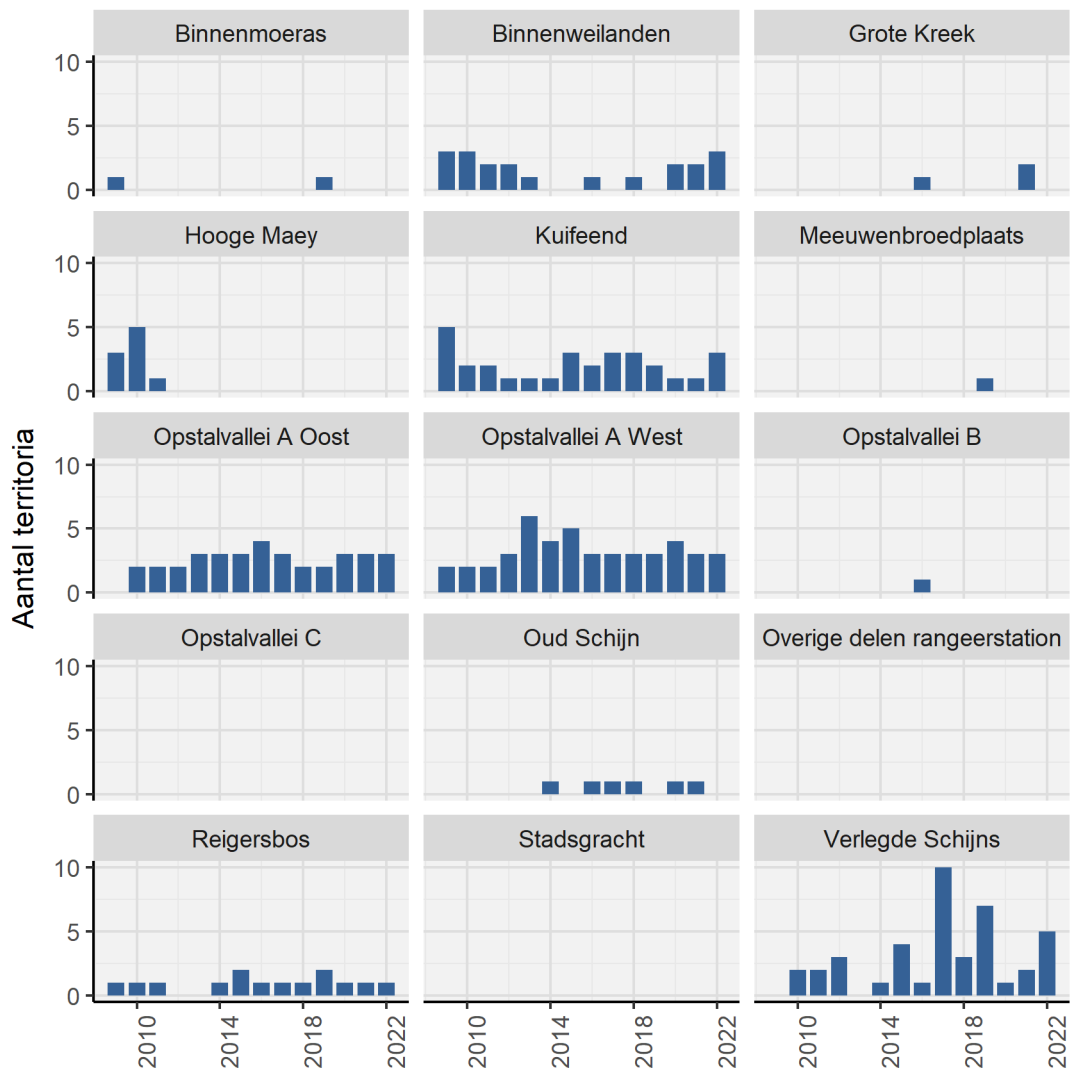 Binnenmoeras
Binnenweilanden
Grote Kreek
10
5
0
Hooge Maey
Kuifeend
Meeuwenbroedplaats
10
5
0
Opstalvallei A Oost
Opstalvallei A West
Opstalvallei B
10
5
0
Opstalvallei C
Oud Schijn
Overige delen rangeerstation
10
5
0
Reigersbos
Stadsgracht
Verlegde Schijns
10
5
0
2010
2014
2018
2022
2010
2014
2018
2022
2010
2014
2018
2022
Aantal territoria